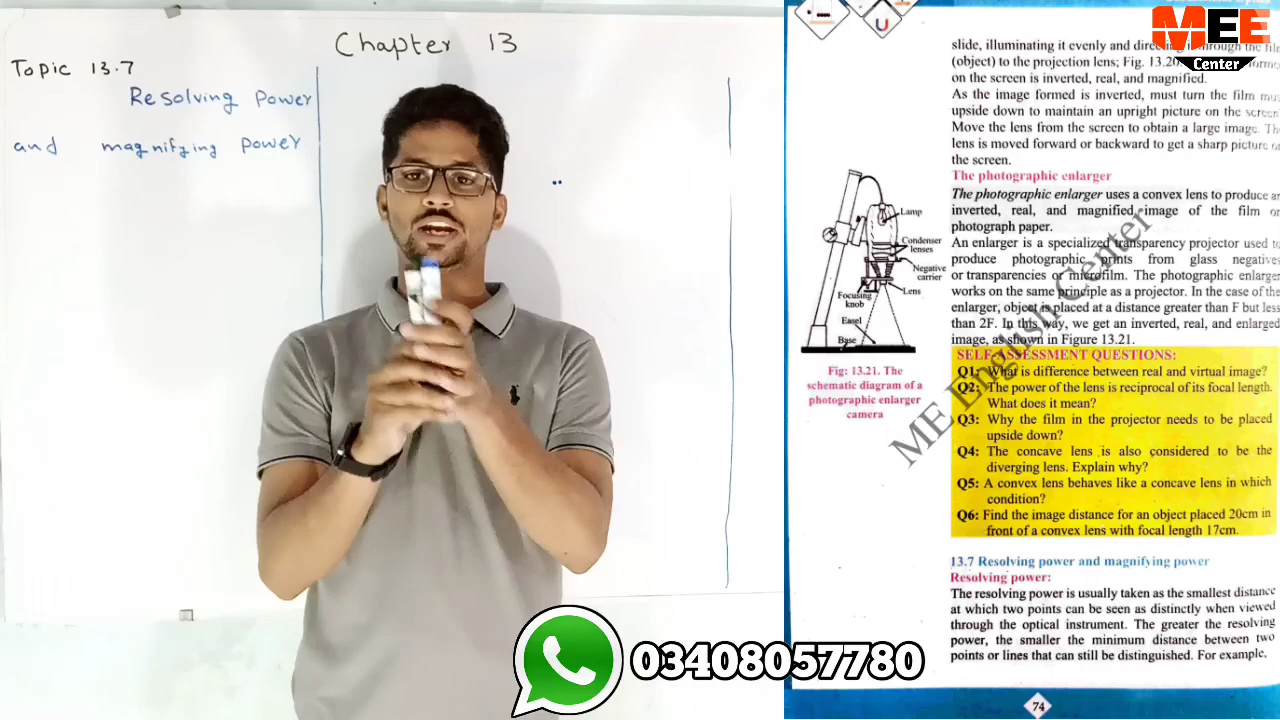 Chapter 13
Topic 13.7
Resolving Power
and magnifying power
MEE
Center
slide, illuminating it evenly and through the
(object) to the projection lens; Fig. 13.20.
on the screen is inverted, real, and magnified.
As the image formed is inverted, must turn the film
upside down to maintain an upright picture on the screen
Move the lens from the screen to obtain a large image.
lens is moved forward or backward to get a sharp picture
the screen.
The photographic enlarger
The photographic enlarger uses a convex lens to produce
inverted, real, and magnified image of the film
photograph paper.
An enlarger is a specialized transparency projector used
produce photographic prints from glass negatives
or transparencies or microfilm. The photographic enlarger
works on the same principle as a projector. In the case of the
enlarger, object is placed at a distance greater than F but less
than 2F. In this way, we get an inverted, real, and enlarged
image, as shown in Figure 13.21.
Lamp
Condenser
lenses
Negative
carrier
Lens
Focusing
knob
Easel
Base
Fig: 13.21. The
schematic diagram of a
photographic enlarger
camera
SELF-ASSESSMENT QUESTIONS:
Q1: What is difference between real and virtual image?
Q2: The power of the lens is reciprocal of its focal length.
What does it mean?
Q3: Why the film in the projector needs to be placed
upside down?
Q4: The concave lens is also considered to be the
diverging lens. Explain why?
Q5: A convex lens behaves like a concave lens in which
condition?
Q6: Find the image distance for an object placed 20cm in
front of a convex lens with focal length 17cm.
13.7 Resolving power and magnifying power
Resolving power:
The resolving power is usually taken as the smallest distance
at which two points can be seen as distinctly when viewed
through the optical instrument. The greater the resolving
power, the smaller the minimum distance between two
points or lines that can still be distinguished. For example,
74
ME English Center
03408057780